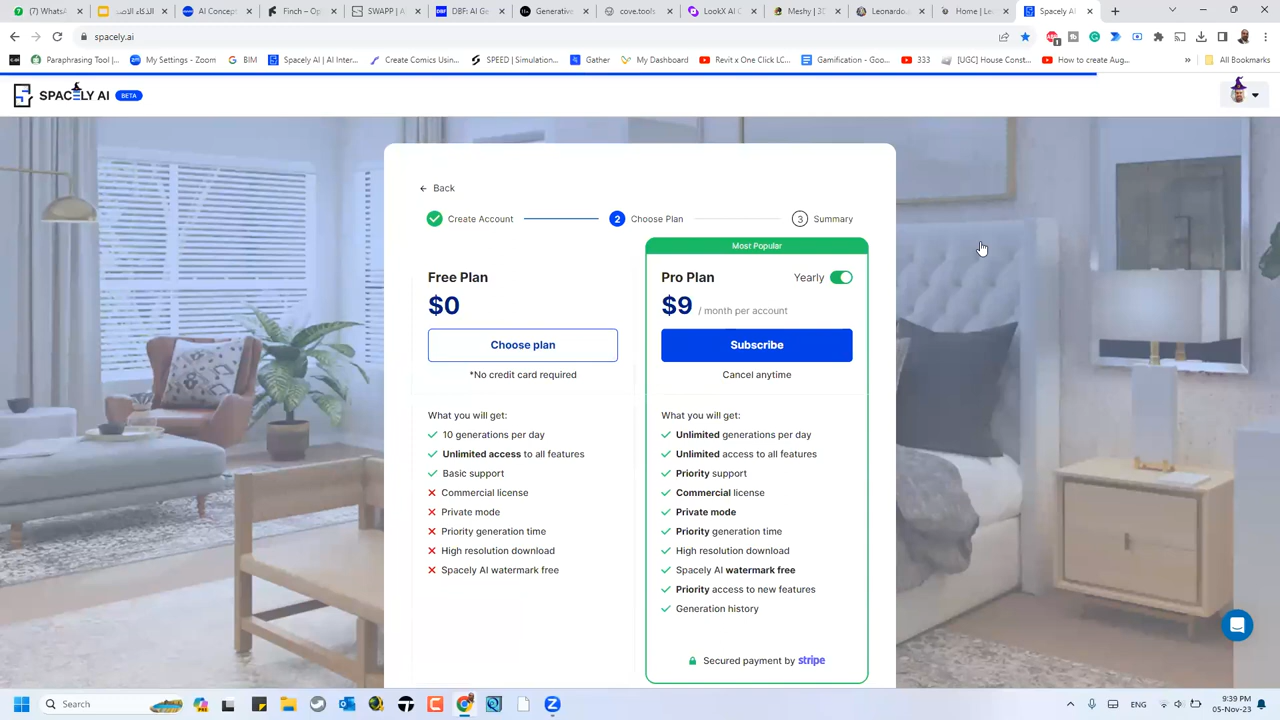 WhatsA
AI Concep
Finch – Op
SWAPP | A
DBF: AI Ge
Generative
cove.tools
LookX AI C
Meshy | 3D
Leonardo.
Home | Le
Spacely AI
spacely.ai
Paraphrasing Tool |...
My Settings - Zoom
BIM
Spacely AI | AI Inter...
Create Comics Usin...
SPEED | Simulation...
Gather
My Dashboard
Revit x One Click LC...
Gamification - Goo...
333
[UGC] House Const...
How to create Aug...
»
All Bookmarks
SPACELY AI BETA
Back
Create Account
2 Choose Plan
3 Summary
Most Popular
Free Plan
$0
Choose plan
*No credit card required
What you will get:
10 generations per day
Unlimited access to all features
Basic support
Commercial license
Private mode
Priority generation time
High resolution download
Spacely AI watermark free
Pro Plan
Yearly
$9 / month per account
Subscribe
Cancel anytime
What you will get:
Unlimited generations per day
Unlimited access to all features
Priority support
Commercial license
Private mode
Priority generation time
High resolution download
Spacely AI watermark free
Priority access to new features
Generation history
Secured payment by stripe
Search
ENG
9:39 PM
05-Nov-23